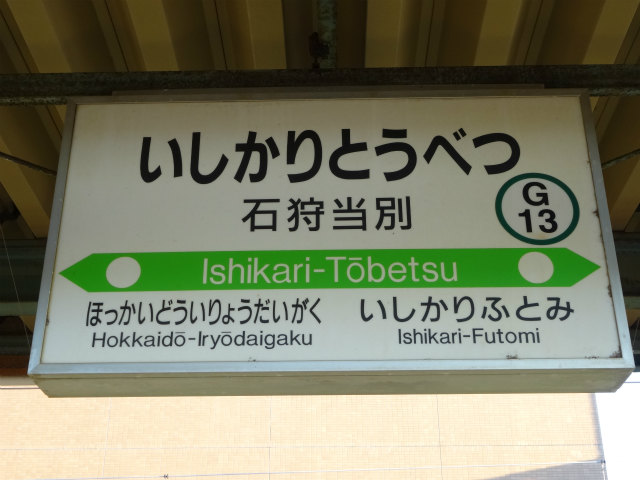 いしかりとうべつ
石狩当別
G
13
Ishikari-Tōbetsu
ほっかいどういりょうだいがく
Hokkaidō-Iryōdaigaku
いしかりふとみ
Ishikari-Futomi